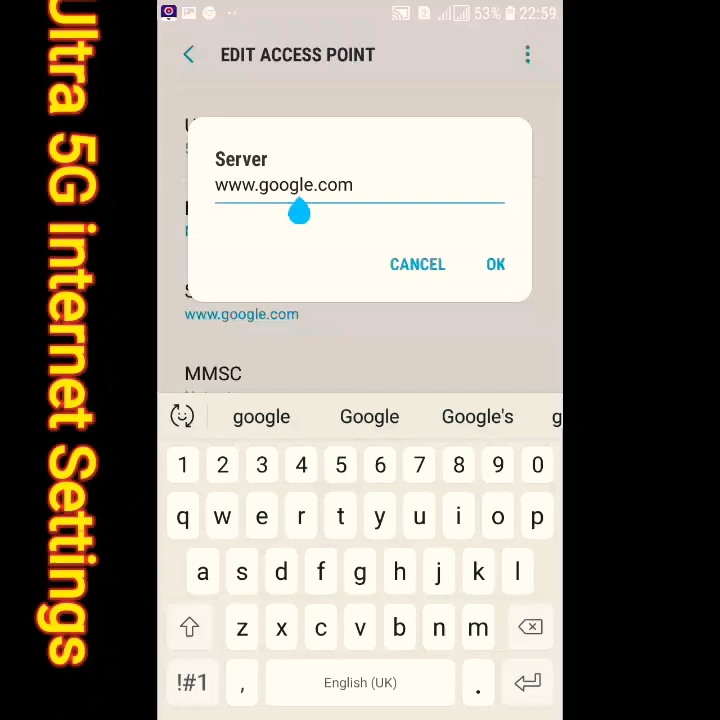 Ultra 5G internet Settings
2
53%
22:59
EDIT ACCESS POINT
Server
www.google.com
CANCEL OK
www.google.com
MMSC
google Google Google's g
1 2 3 4 5 6 7 8 9 0
q w e r t y u i o p
a s d f g h j k l
z x c v b n m
!#1 , English (UK) .